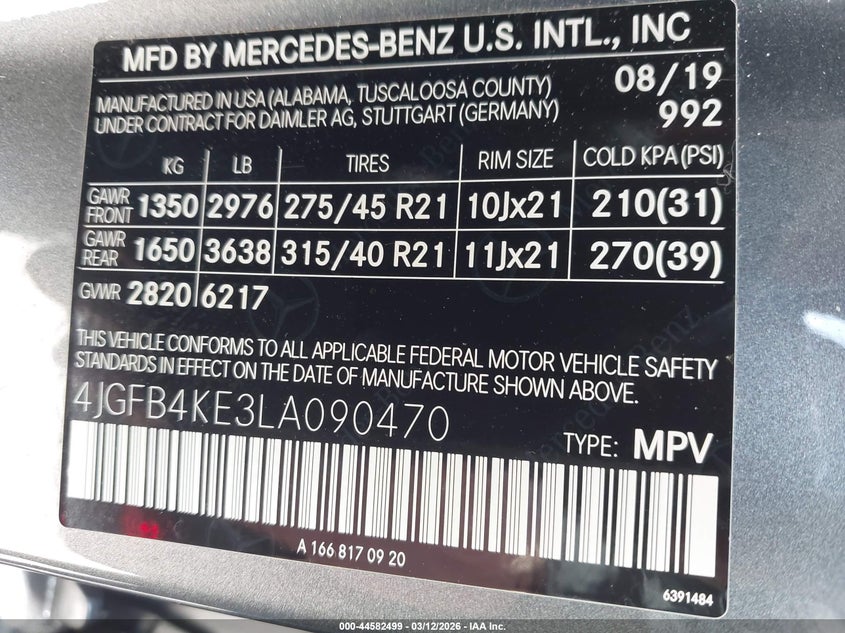 MFD BY MERCEDES-BENZ U.S. INTL., INC
MANUFACTURED IN USA (ALABAMA, TUSCALOOSA COUNTY) 08/19
UNDER CONTRACT FOR DAIMLER AG, STUTTGART (GERMANY) 992
KG LB TIRES RIM SIZE COLD KPA (PSI)
GAWR FRONT 1350 2976 275/45 R21 10Jx21 210(31)
GAWR REAR 1650 3638 315/40 R21 11Jx21 270(39)
GVWR 2820 6217
THIS VEHICLE CONFORMS TO ALL APPLICABLE FEDERAL MOTOR VEHICLE SAFETY
STANDARDS IN EFFECT ON THE DATE OF MANUFACTURE SHOWN ABOVE.
4JGFB4KE3LA090470
TYPE: MPV
A 166 817 09 20
6391484
000-44582499 - 03/12/2026 - IAA Inc.